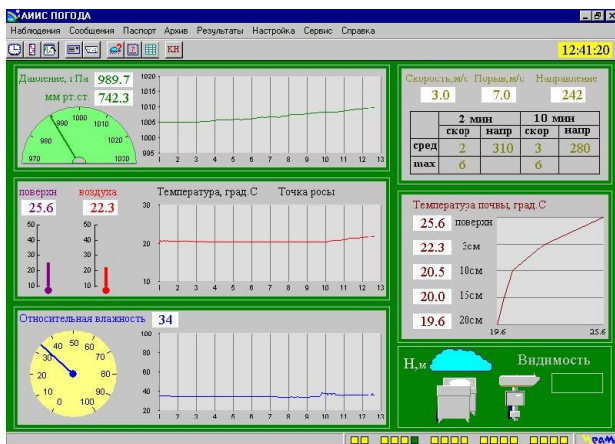 АИИС ПОГОДА
Наблюдения Сообщения Паспорт Архив Результаты Настройка Сервис Справка
КН
12:41:20
Давление, гПа 989.7
мм рт.ст. 742.3
970 980 990 1000 1010 1020 1030
1020
1015
1010
1005
1000
995
1 2 3 4 5 6 7 8 9 10 11 12 13
Скорость,м/с Порыв,м/с Направление
3.0 7.0 242
2 мин 10 мин
скор напр скор напр
сред 2 310 3 280
max 6 6
поверхн воздуха
25.6 22.3
50 50
40 40
30 30
20 20
10 10
Температура, град.С Точка росы
30
20
10
1 2 3 4 5 6 7 8 9 10 11 12 13
Температура почвы, град.С
25.6 поверхн
22.3 3см
20.5 10см
20.0 15см
19.6 20см
19.6 25.6
Относительная влажность 34
0 10 20 30 40 50 60 70 80 90 100
100
80
60
40
20
1 2 3 4 5 6 7 8 9 10 11 12 13
Н,м Видимость